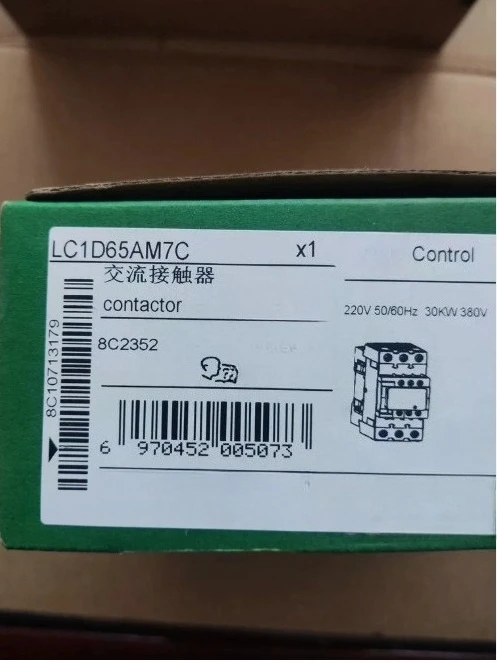 LC1D65AM7C x1
交流接触器
contactor
8C2352
8C10713179
6 970452 005073
Control
220V 50/60Hz 30KW 380V